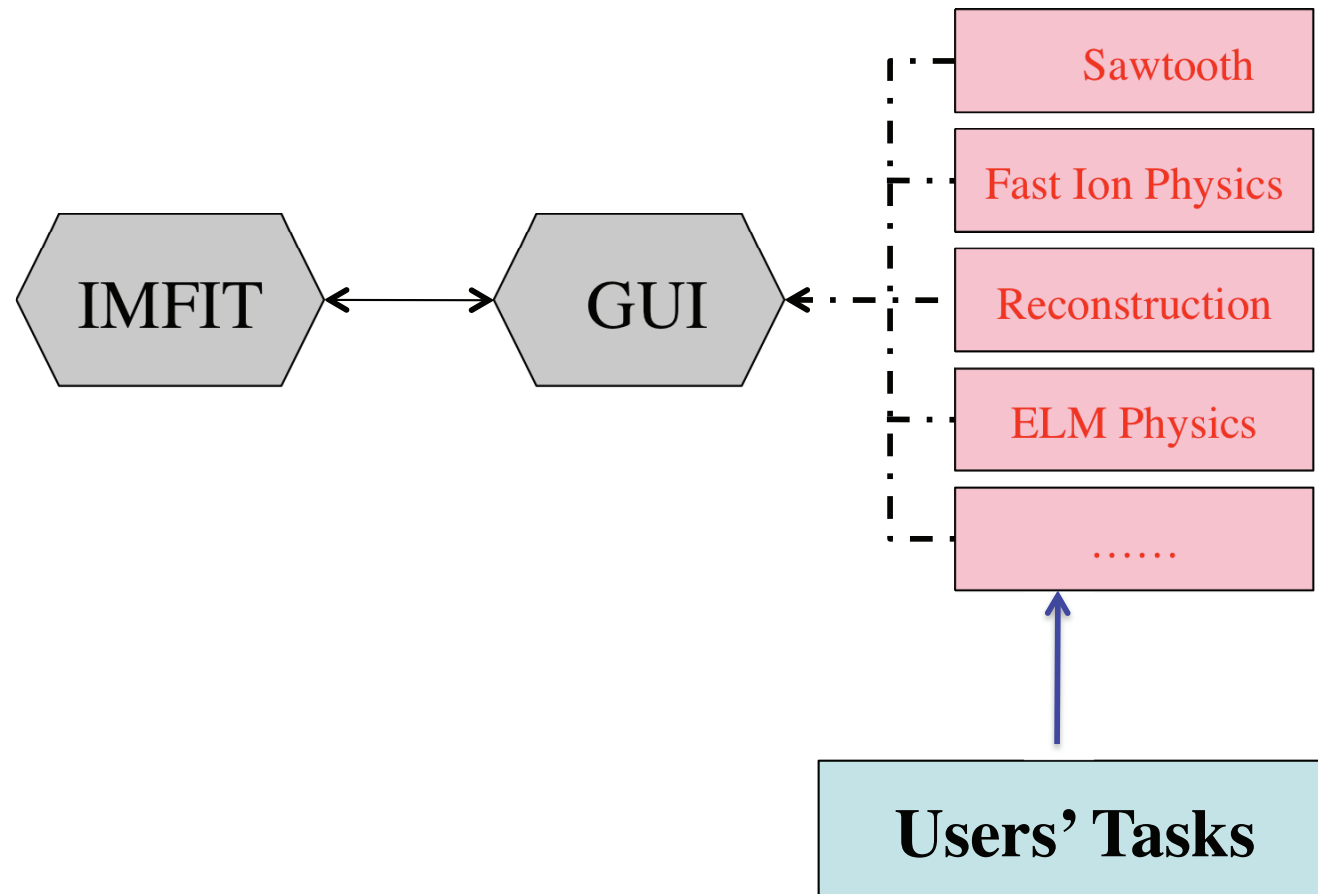 IMFIT
GUI
Sawtooth
Fast Ion Physics
Reconstruction
ELM Physics
……
Users’ Tasks